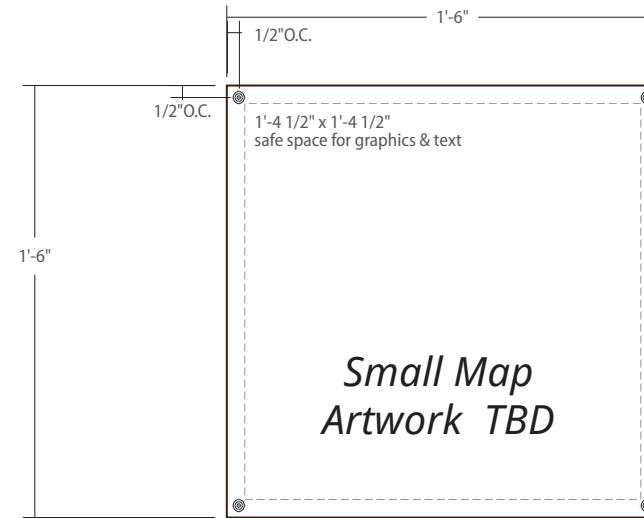 1'-6"
1/2"O.C.
1/2"O.C.
1'-4 1/2" x 1'-4 1/2"
safe space for graphics & text
1'-6"
Small Map
Artwork TBD